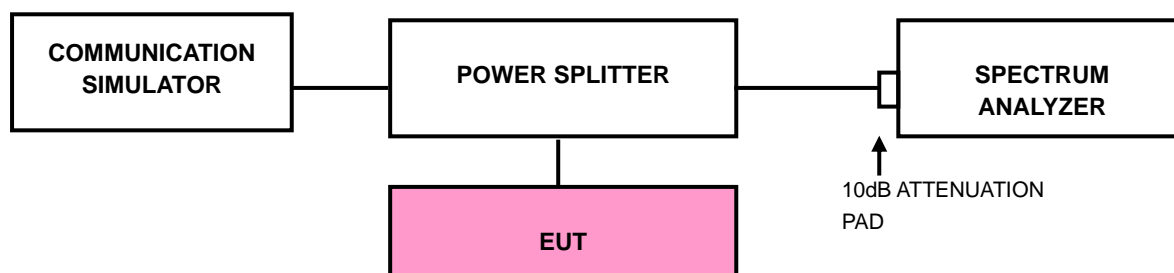 COMMUNICATION
SIMULATOR
POWER SPLITTER
SPECTRUM
ANALYZER
10dB ATTENUATION
PAD
EUT